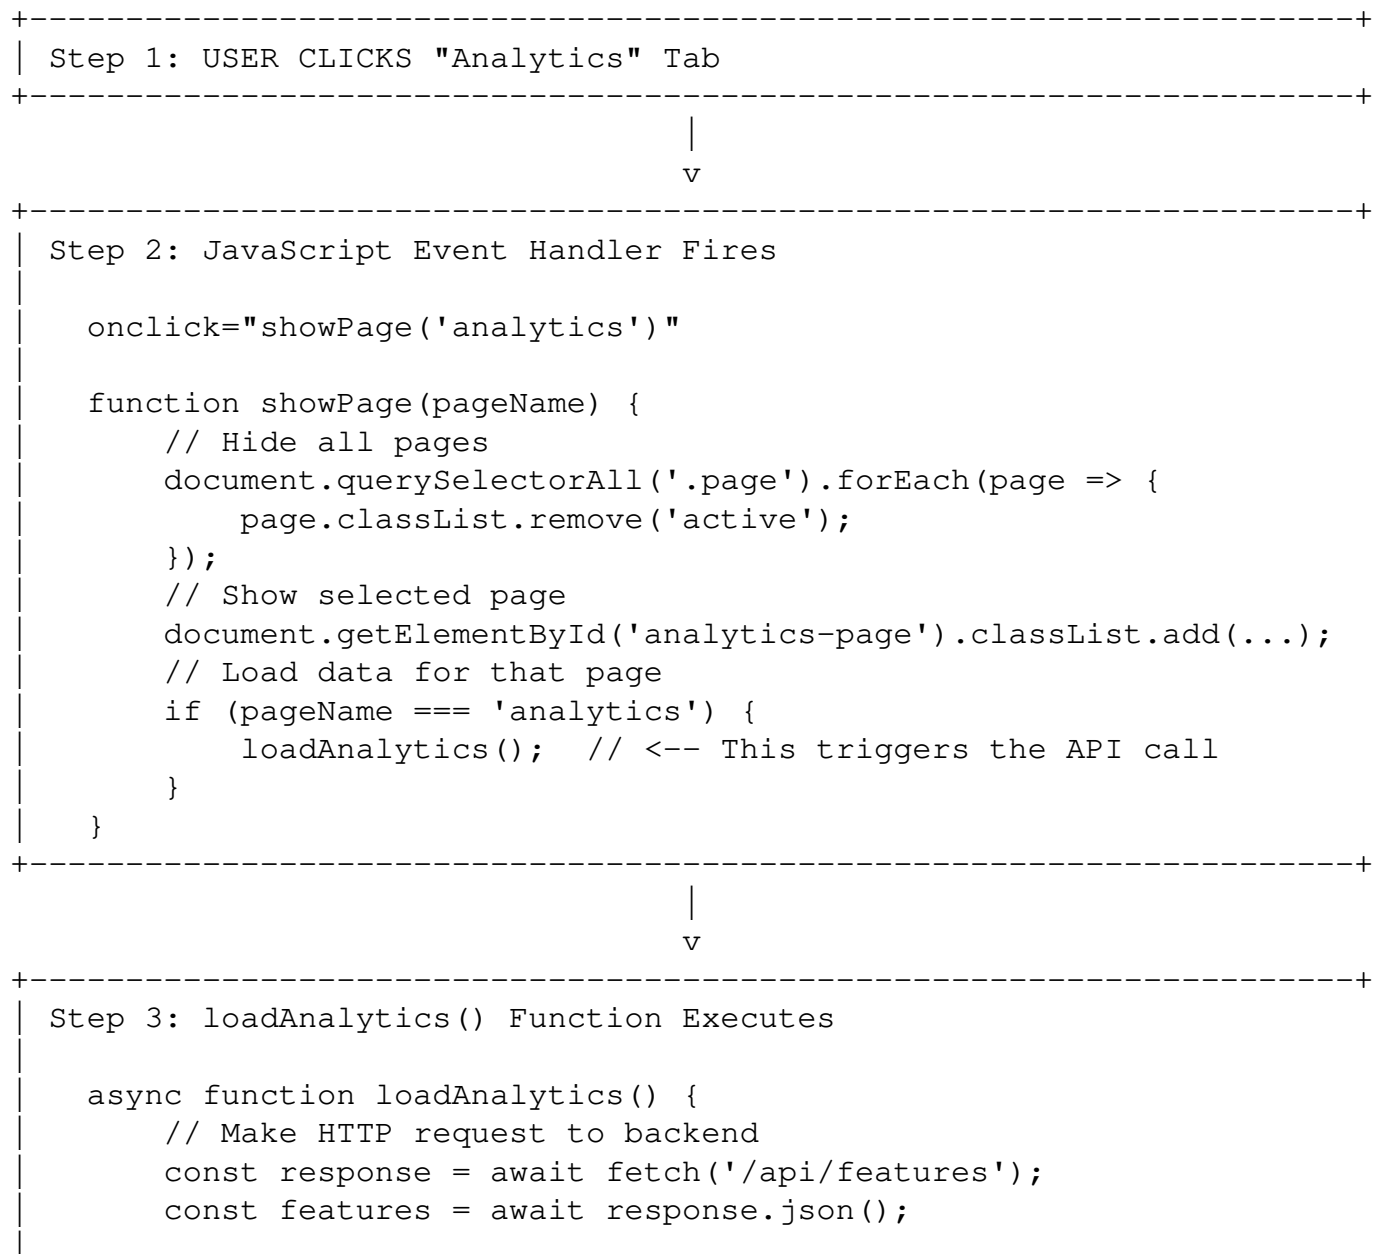 +---------------------------------------------------------------------+
| Step 1: USER CLICKS "Analytics" Tab
+---------------------------------------------------------------------+
                                   |
                                   v
+---------------------------------------------------------------------+
| Step 2: JavaScript Event Handler Fires
|
|   onclick="showPage('analytics')"
|
|   function showPage(pageName) {
|       // Hide all pages
|       document.querySelectorAll('.page').forEach(page => {
|           page.classList.remove('active');
|       });
|       // Show selected page
|       document.getElementById('analytics-page').classList.add(...);
|       // Load data for that page
|       if (pageName === 'analytics') {
|           loadAnalytics();  // <-- This triggers the API call
|       }
|   }
+---------------------------------------------------------------------+
                                   |
                                   v
+---------------------------------------------------------------------+
| Step 3: loadAnalytics() Function Executes
|
|   async function loadAnalytics() {
|       // Make HTTP request to backend
|       const response = await fetch('/api/features');
|       const features = await response.json();
|